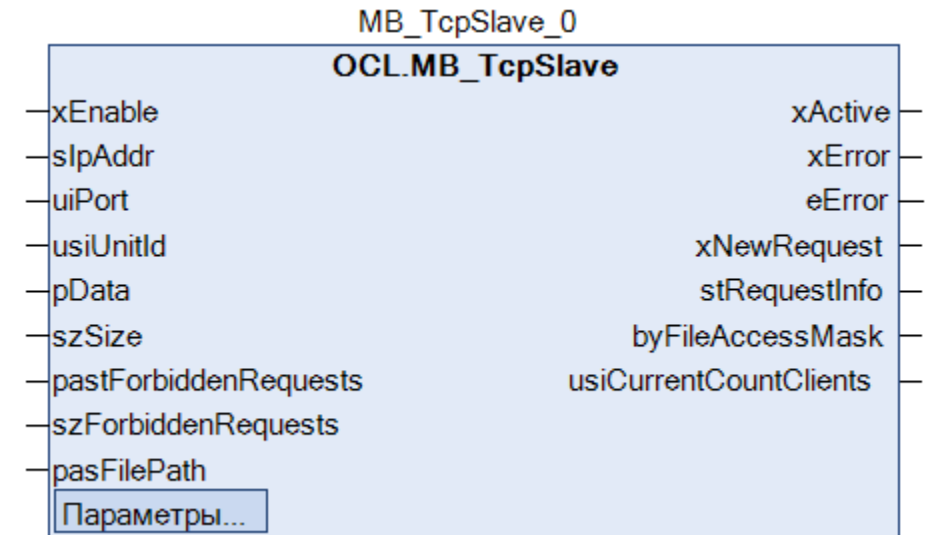 MB_TcpSlave_0
OCL.MB_TcpSlave
xEnable xActive
sIpAddr xError
uiPort eError
usiUnitId xNewRequest
pData stRequestInfo
szSize byFileAccessMask
pastForbiddenRequests usiCurrentCountClients
szForbiddenRequests
pasFilePath
Параметры...